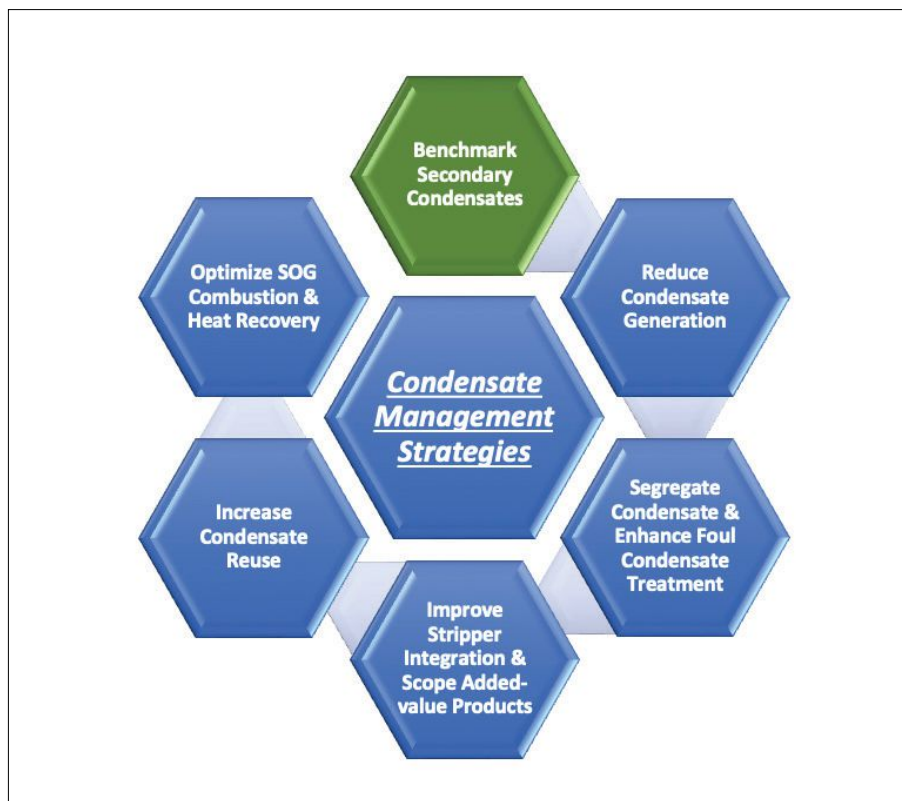 Benchmark
Secondary
Condensates
Reduce
Condensate
Generation
Segregate
Condensate &
Enhance Foul
Condensate
Treatment
Improve
Stripper
Integration &
Scope Added-
value Products
Increase
Condensate
Reuse
Optimize SOG
Combustion &
Heat Recovery
Condensate
Management
Strategies